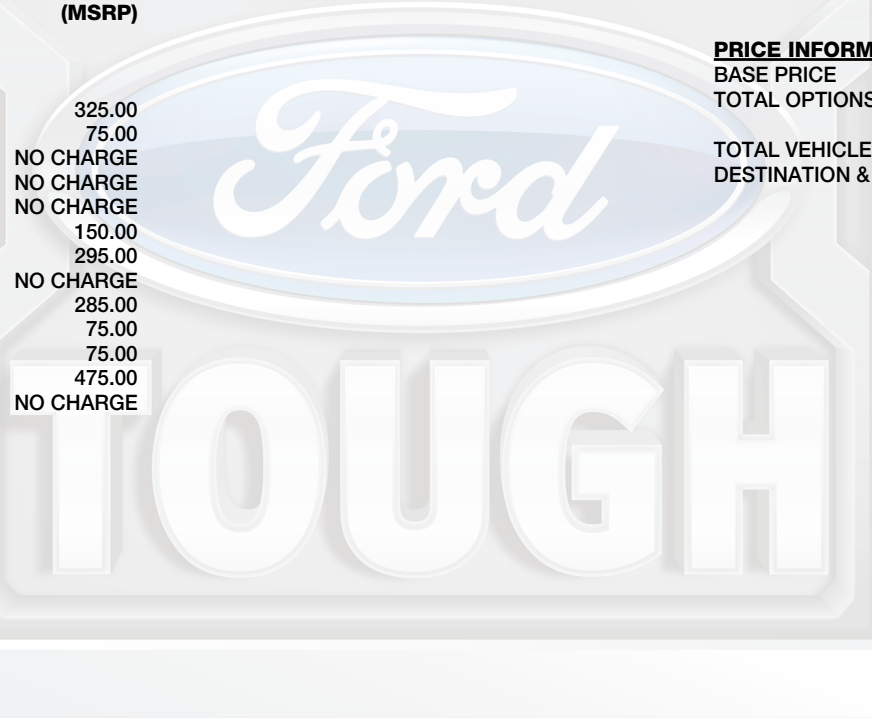 (MSRP)
325.00
75.00
NO CHARGE
NO CHARGE
NO CHARGE
150.00
295.00
NO CHARGE
285.00
75.00
75.00
475.00
NO CHARGE
PRICE INFORM
BASE PRICE
TOTAL OPTIONS
TOTAL VEHICLE
DESTINATION &
Ford
TOUGH